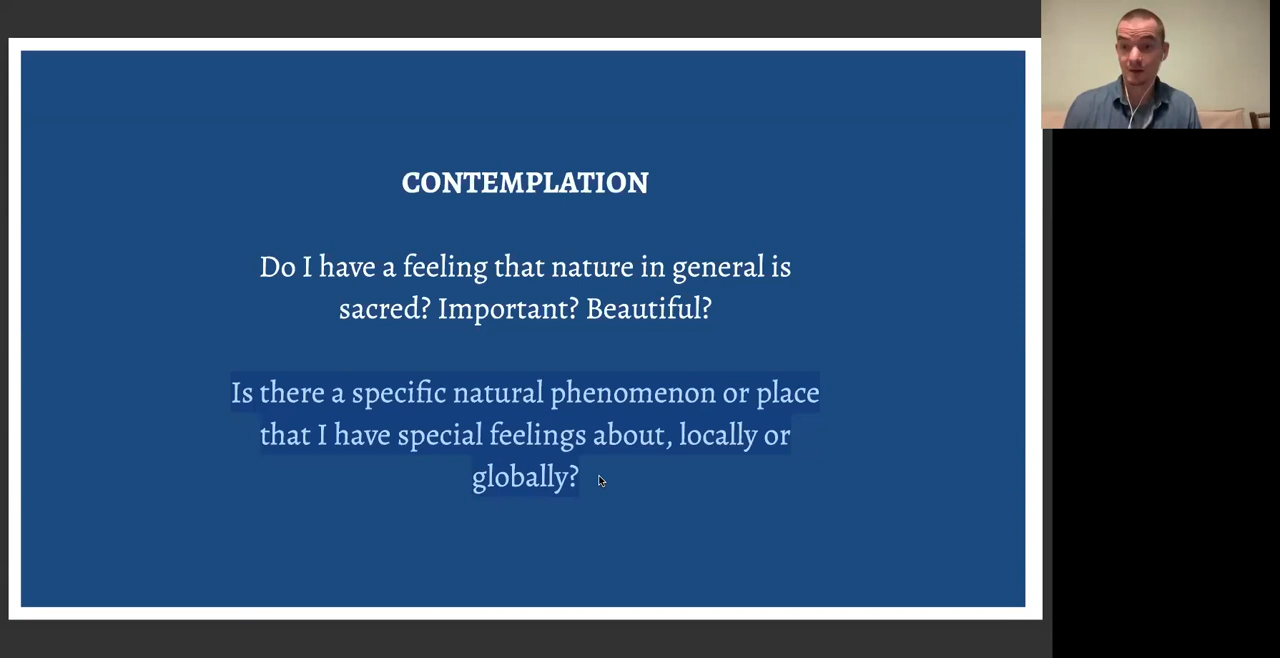 CONTEMPLATION
Do I have a feeling that nature in general is
sacred? Important? Beautiful?
Is there a specific natural phenomenon or place
that I have special feelings about, locally or
globally?